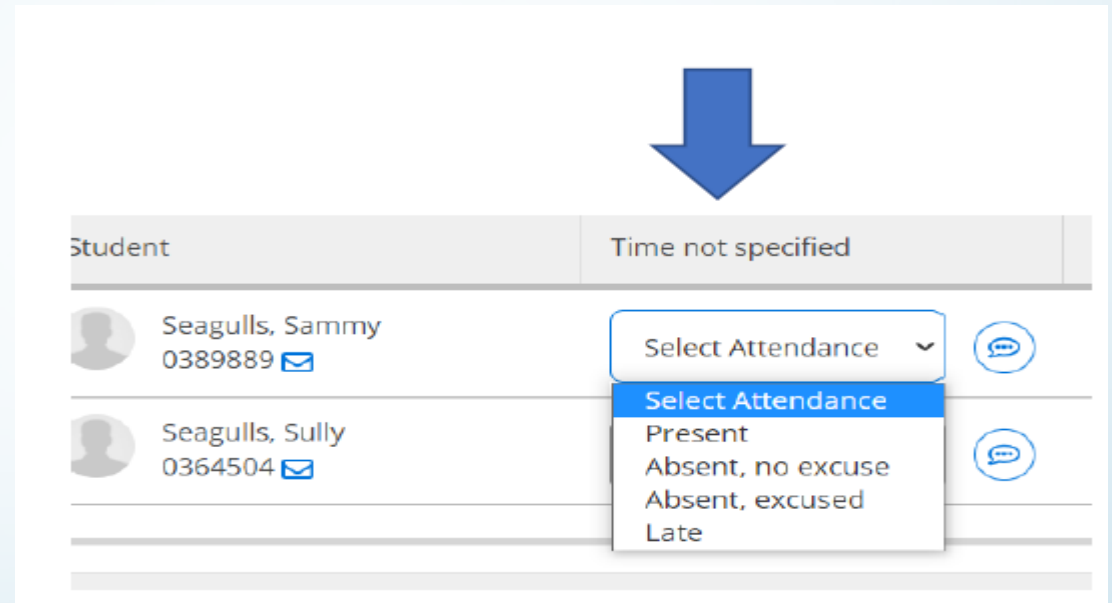 Student
Time not specified
Seagulls, Sammy
0389889
Select Attendance
Select Attendance
Present
Absent, no excuse
Absent, excused
Late
Seagulls, Sully
0364504